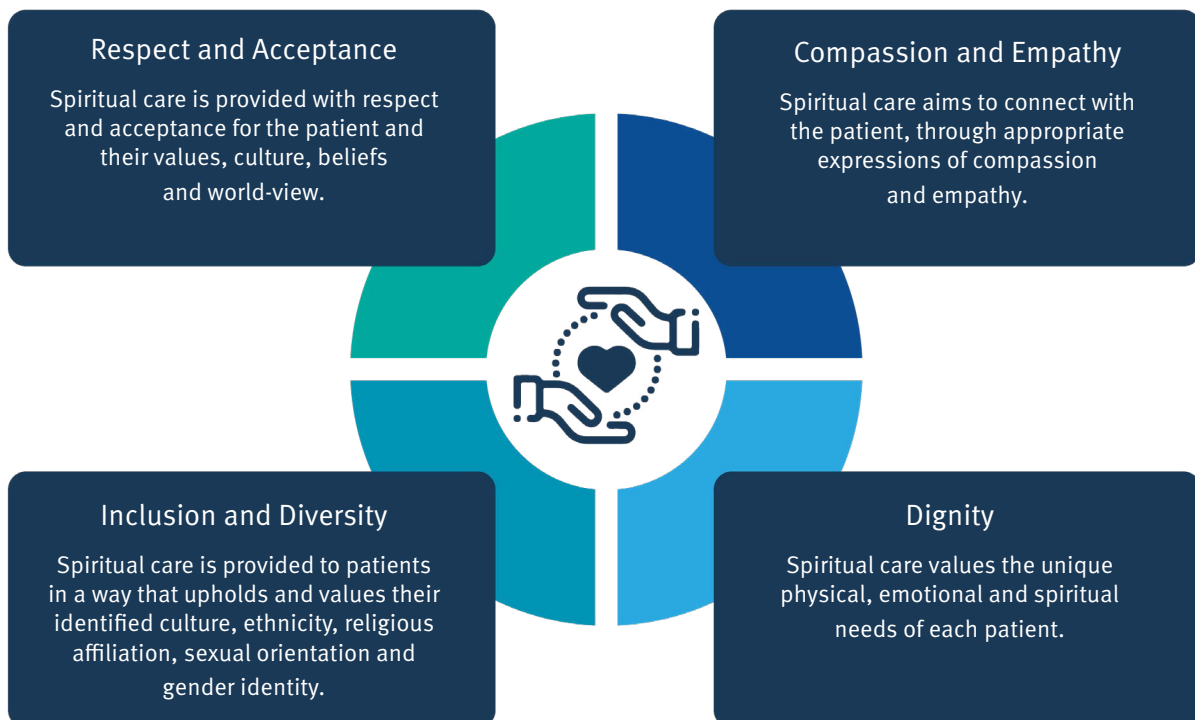 Respect and Acceptance
Spiritual care is provided with respect
and acceptance for the patient and
their values, culture, beliefs
and world-view.
Compassion and Empathy
Spiritual care aims to connect with
the patient, through appropriate
expressions of compassion
and empathy.
Inclusion and Diversity
Spiritual care is provided to patients
in a way that upholds and values their
identified culture, ethnicity, religious
affiliation, sexual orientation and
gender identity.
Dignity
Spiritual care values the unique
physical, emotional and spiritual
needs of each patient.